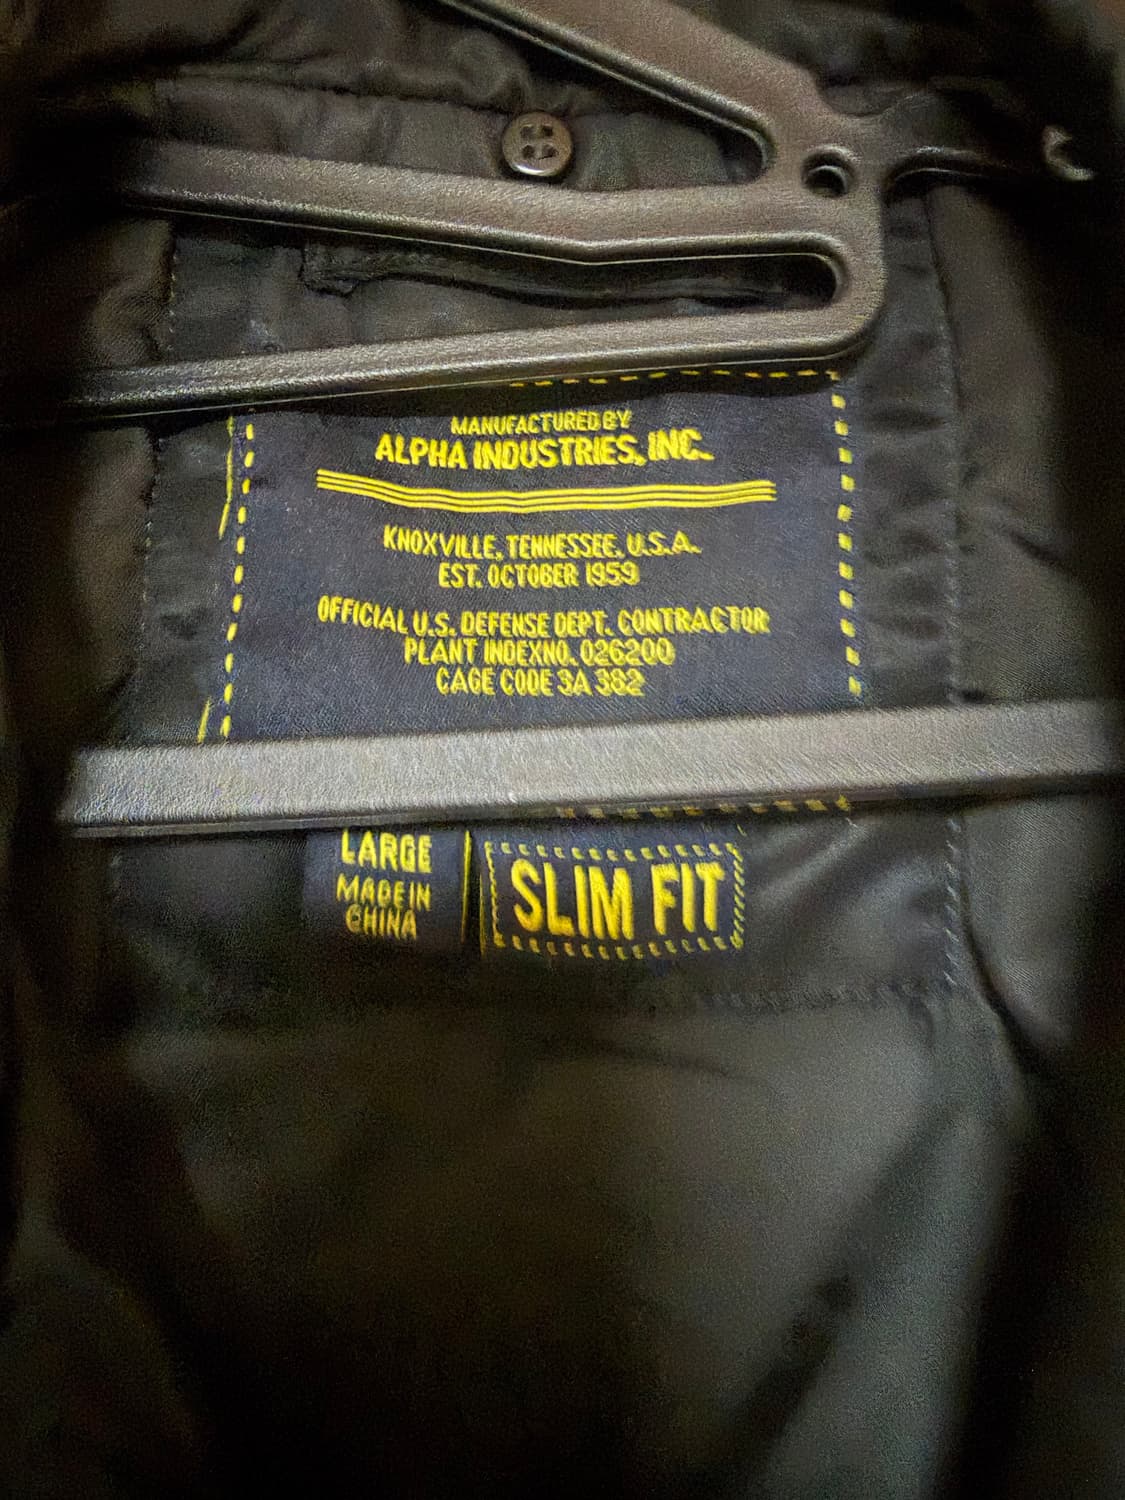 MANUFACTURED BY
ALPHA INDUSTRIES, INC.
KNOXVILLE, TENNESSEE, U.S.A.
EST. OCTOBER 1959
OFFICIAL U.S. DEFENSE DEPT. CONTRACTOR
PLANT INDEXNO. 026200
CAGE CODE 3A 382
LARGE
MADE IN
CHINA
SLIM FIT